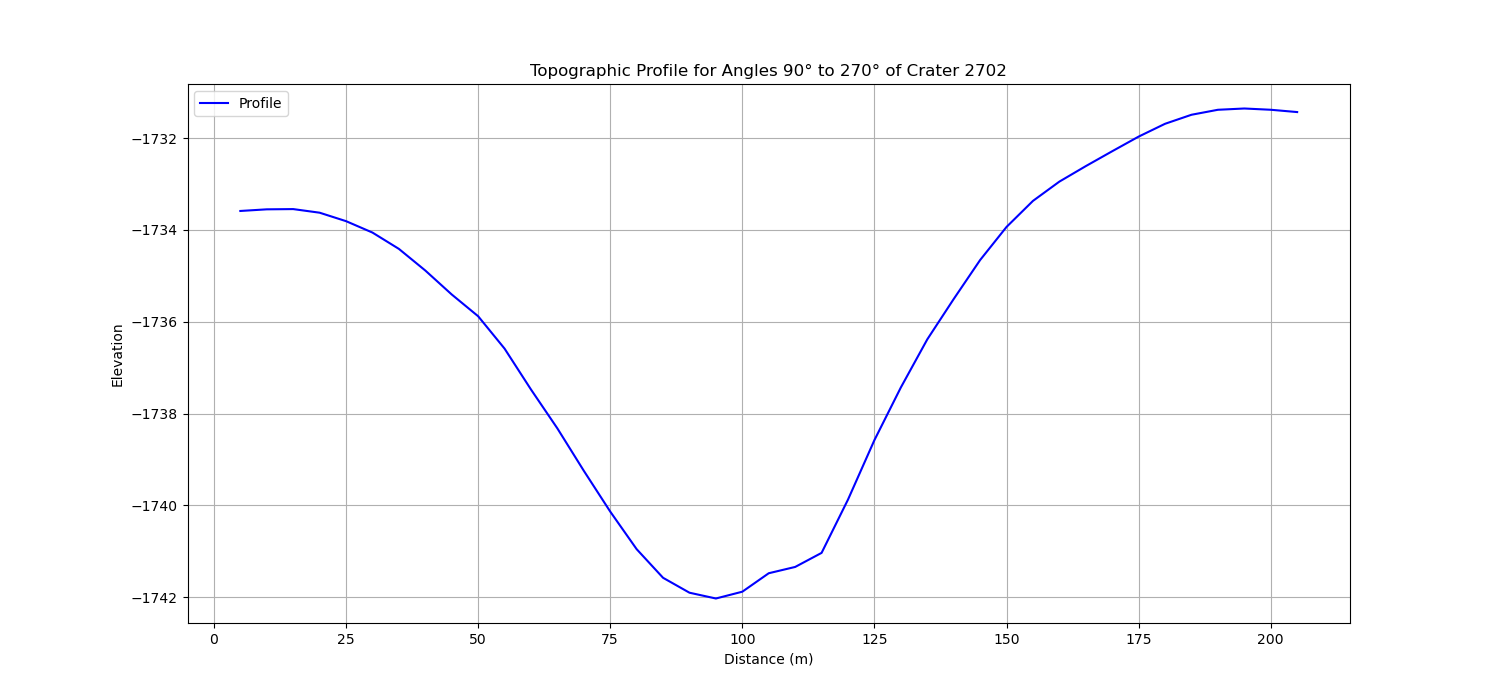 Topographic Profile for Angles 90° to 270° of Crater 2702
Profile
−1732
−1734
−1736
−1738
−1740
−1742
Elevation
0 25 50 75 100 125 150 175 200
Distance (m)